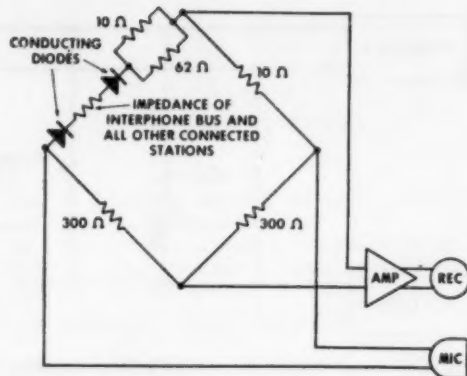 10 Ω
CONDUCTING
DIODES
62 Ω
10 Ω
IMPEDANCE OF
INTERPHONE BUS AND
ALL OTHER CONNECTED
STATIONS
300 Ω
300 Ω
AMP
REC
MIC